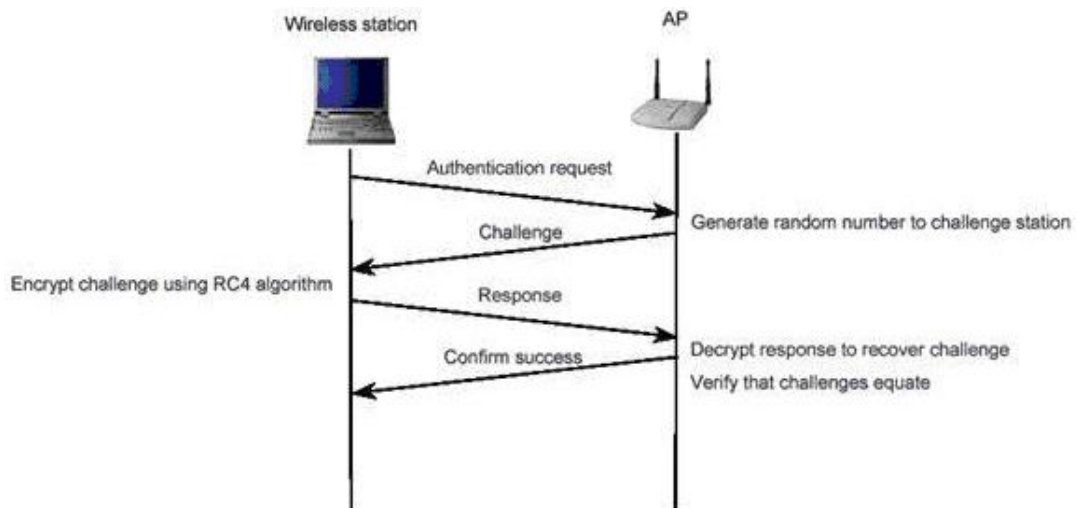 Wireless station
AP
Authentication request
Generate random number to challenge station
Challenge
Encrypt challenge using RC4 algorithm
Response
Decrypt response to recover challenge
Confirm success
Verify that challenges equate